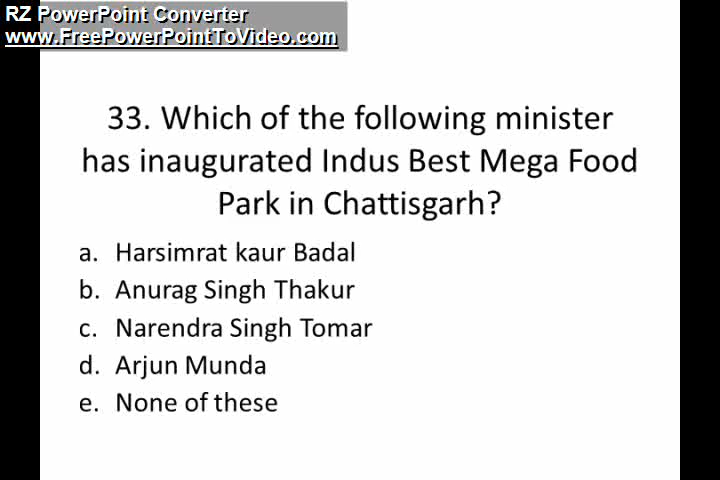 RZ PowerPoint Converter
www.FreePowerPointToVideo.com
33. Which of the following minister
has inaugurated Indus Best Mega Food
Park in Chattisgarh?
a. Harsimrat kaur Badal
b. Anurag Singh Thakur
c. Narendra Singh Tomar
d. Arjun Munda
e. None of these